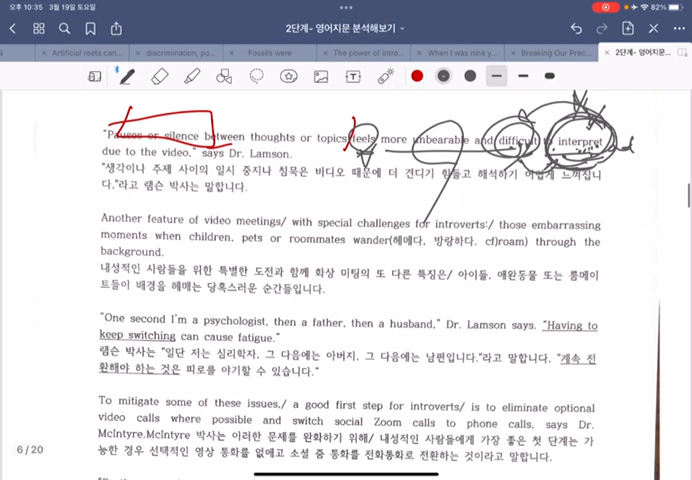 오후 10:35 3월 19일 토요일
82%
2단계- 영어지문 분석해보기
Artificial reets can...
discrimination, po...
Fossils were
The power of intro...
When I was nine y...
Breaking Our Prec...
2단계- 영어지문...
"Pauses or silence between thoughts or topics feels more unbearable and difficult to interpret
due to the video," says Dr. Lamson.
"생각이나 주제 사이의 일시 중지나 침묵은 비디오 때문에 더 견디기 힘들고 해석하기 어렵게 느껴집니
다,"라고 램슨 박사는 말합니다.
Another feature of video meetings/ with special challenges for introverts:/ those embarrassing
moments when children, pets or roommates wander(헤매다, 방랑하다. cf)roam) through the
background.
내성적인 사람들을 위한 특별한 도전과 함께 화상 미팅의 또 다른 특징은/ 아이들, 애완동물 또는 룸메이
트들이 배경을 헤매는 당혹스러운 순간들입니다.
"One second I'm a psychologist, then a father, then a husband," Dr. Lamson says. "Having to
keep switching can cause fatigue."
램슨 박사는 "일단 저는 심리학자, 그 다음에는 아버지, 그 다음에는 남편입니다."라고 말합니다. "계속 전
환해야 하는 것은 피로를 야기할 수 있습니다."
To mitigate some of these issues,/ a good first step for introverts/ is to eliminate optional
video calls where possible and switch social Zoom calls to phone calls, says Dr.
McIntyre.McIntyre 박사는 이러한 문제를 완화하기 위해/ 내성적인 사람들에게 가장 좋은 첫 단계는 가
능한 경우 선택적인 영상 통화를 없애고 소셜 줌 통화를 전화통화로 전환하는 것이라고 말합니다.
6 / 20